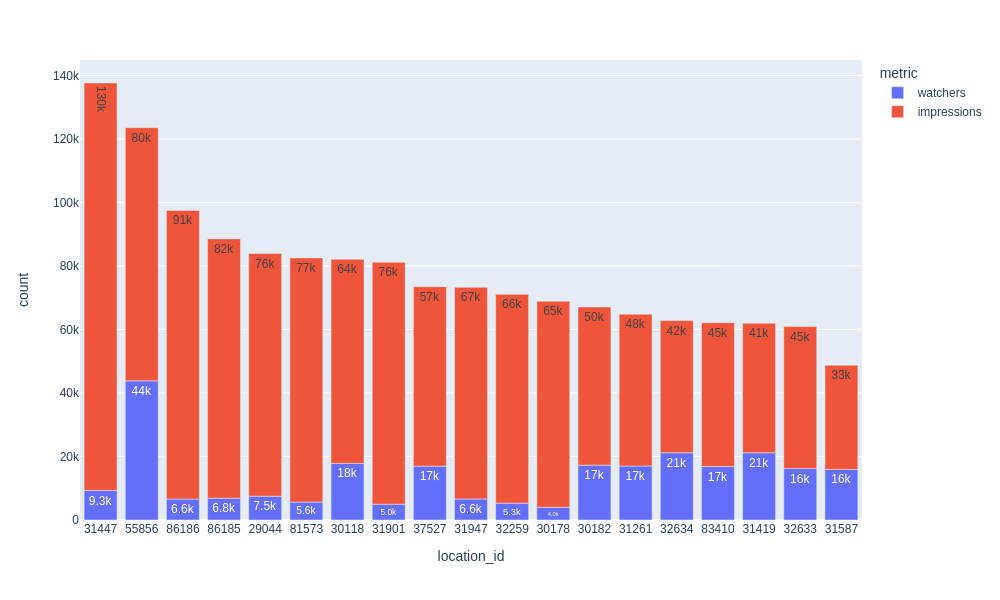 metric
watchers
impressions
140k
120k
100k
80k
60k
40k
20k
0
count
130k
80k
91k
82k
76k
77k
64k
76k
57k
67k
66k
65k
50k
48k
42k
45k
41k
45k
33k
9.3k
44k
6.6k
6.8k
7.5k
5.6k
18k
5.0k
17k
6.6k
5.3k
4.0k
17k
17k
21k
17k
21k
16k
16k
31447 55856 86186 86185 29044 81573 30118 31901 37527 31947 32259 30178 30182 31261 32634 83410 31419 32633 31587
location_id